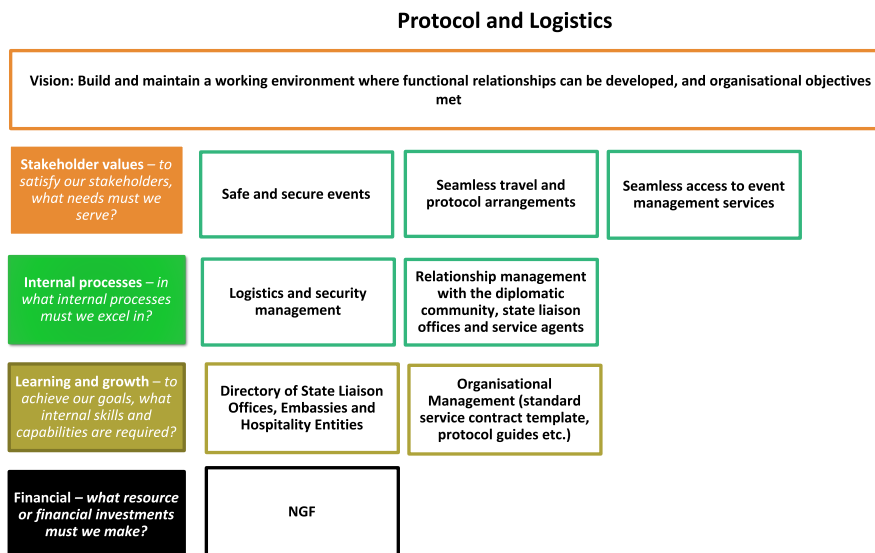 Protocol and Logistics
Vision: Build and maintain a working environment where functional relationships can be developed, and organisational objectives
met
Stakeholder values – to
satisfy our stakeholders,
what needs must we
serve?
Safe and secure events
Seamless travel and
protocol arrangements
Seamless access to event
management services
Internal processes – in
what internal processes
must we excel in?
Logistics and security
management
Relationship management
with the diplomatic
community, state liaison
offices and service agents
Learning and growth – to
achieve our goals, what
internal skills and
capabilities are required?
Directory of State Liaison
Offices, Embassies and
Hospitality Entities
Organisational
Management (standard
service contract template,
protocol guides etc.)
Financial – what resource
or financial investments
must we make?
NGF